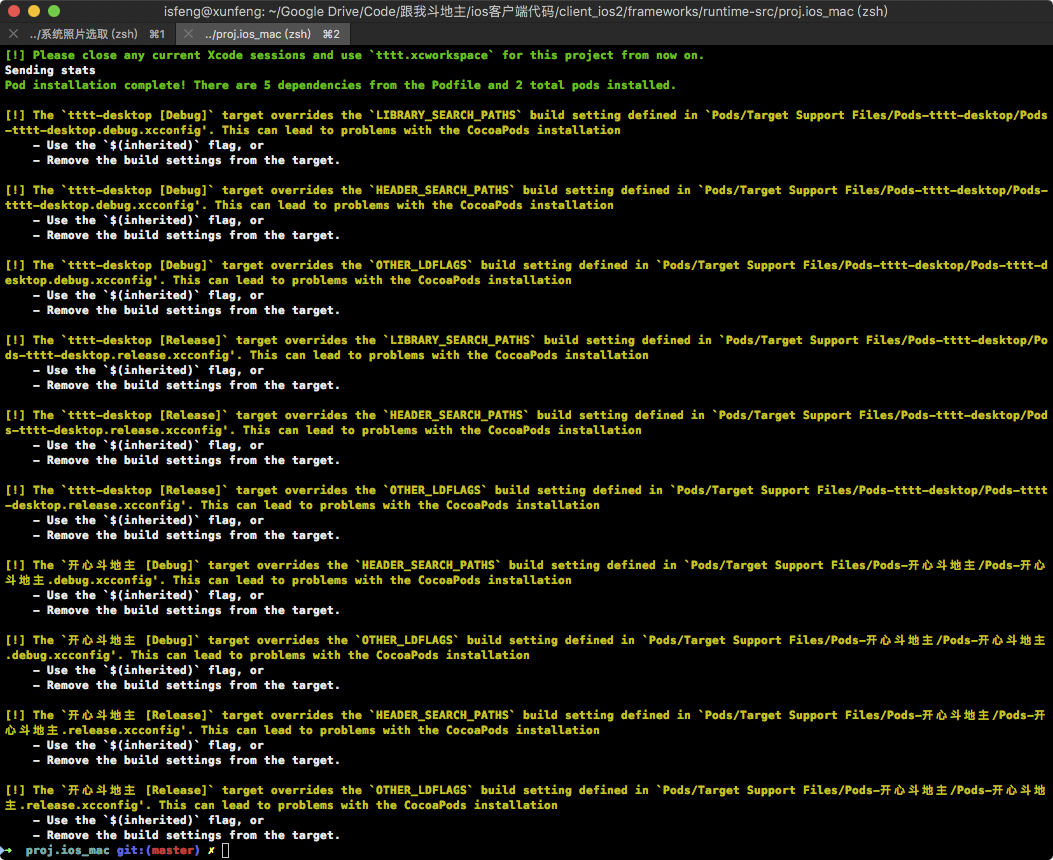 isfeng@xunfeng: ~/Google Drive/Code/跟我斗地主/ios客户端代码/client_ios2/frameworks/runtime-src/proj.ios_mac (zsh)
../系统照片选取 (zsh) ⌘1 ../proj.ios_mac (zsh) ⌘2
[!] Please close any current Xcode sessions and use `tttt.xcworkspace` for this project from now on.
Sending stats
Pod installation complete! There are 5 dependencies from the Podfile and 2 total pods installed.
[!] The `tttt-desktop [Debug]` target overrides the `LIBRARY_SEARCH_PATHS` build setting defined in `Pods/Target Support Files/Pods-tttt-desktop/Pods
-tttt-desktop.debug.xcconfig'. This can lead to problems with the CocoaPods installation
– Use the `$(inherited)` flag, or
– Remove the build settings from the target.
[!] The `tttt-desktop [Debug]` target overrides the `HEADER_SEARCH_PATHS` build setting defined in `Pods/Target Support Files/Pods-tttt-desktop/Pods-
tttt-desktop.debug.xcconfig'. This can lead to problems with the CocoaPods installation
– Use the `$(inherited)` flag, or
– Remove the build settings from the target.
[!] The `tttt-desktop [Debug]` target overrides the `OTHER_LDFLAGS` build setting defined in `Pods/Target Support Files/Pods-tttt-desktop/Pods-tttt-d
esktop.debug.xcconfig'. This can lead to problems with the CocoaPods installation
– Use the `$(inherited)` flag, or
– Remove the build settings from the target.
[!] The `tttt-desktop [Release]` target overrides the `LIBRARY_SEARCH_PATHS` build setting defined in `Pods/Target Support Files/Pods-tttt-desktop/Po
ds-tttt-desktop.release.xcconfig'. This can lead to problems with the CocoaPods installation
– Use the `$(inherited)` flag, or
– Remove the build settings from the target.
[!] The `tttt-desktop [Release]` target overrides the `HEADER_SEARCH_PATHS` build setting defined in `Pods/Target Support Files/Pods-tttt-desktop/Pod
s-tttt-desktop.release.xcconfig'. This can lead to problems with the CocoaPods installation
– Use the `$(inherited)` flag, or
– Remove the build settings from the target.
[!] The `tttt-desktop [Release]` target overrides the `OTHER_LDFLAGS` build setting defined in `Pods/Target Support Files/Pods-tttt-desktop/Pods-tttt
-desktop.release.xcconfig'. This can lead to problems with the CocoaPods installation
– Use the `$(inherited)` flag, or
– Remove the build settings from the target.
[!] The `开心斗地主 [Debug]` target overrides the `HEADER_SEARCH_PATHS` build setting defined in `Pods/Target Support Files/Pods-开心斗地主/Pods-开心
斗地主.debug.xcconfig'. This can lead to problems with the CocoaPods installation
– Use the `$(inherited)` flag, or
– Remove the build settings from the target.
[!] The `开心斗地主 [Debug]` target overrides the `OTHER_LDFLAGS` build setting defined in `Pods/Target Support Files/Pods-开心斗地主/Pods-开心斗地主
.debug.xcconfig'. This can lead to problems with the CocoaPods installation
– Use the `$(inherited)` flag, or
– Remove the build settings from the target.
[!] The `开心斗地主 [Release]` target overrides the `HEADER_SEARCH_PATHS` build setting defined in `Pods/Target Support Files/Pods-开心斗地主/Pods-开
心斗地主.release.xcconfig'. This can lead to problems with the CocoaPods installation
– Use the `$(inherited)` flag, or
– Remove the build settings from the target.
[!] The `开心斗地主 [Release]` target overrides the `OTHER_LDFLAGS` build setting defined in `Pods/Target Support Files/Pods-开心斗地主/Pods-开心斗地
主.release.xcconfig'. This can lead to problems with the CocoaPods installation
– Use the `$(inherited)` flag, or
– Remove the build settings from the target.
→ proj.ios_mac git:(master) ✗